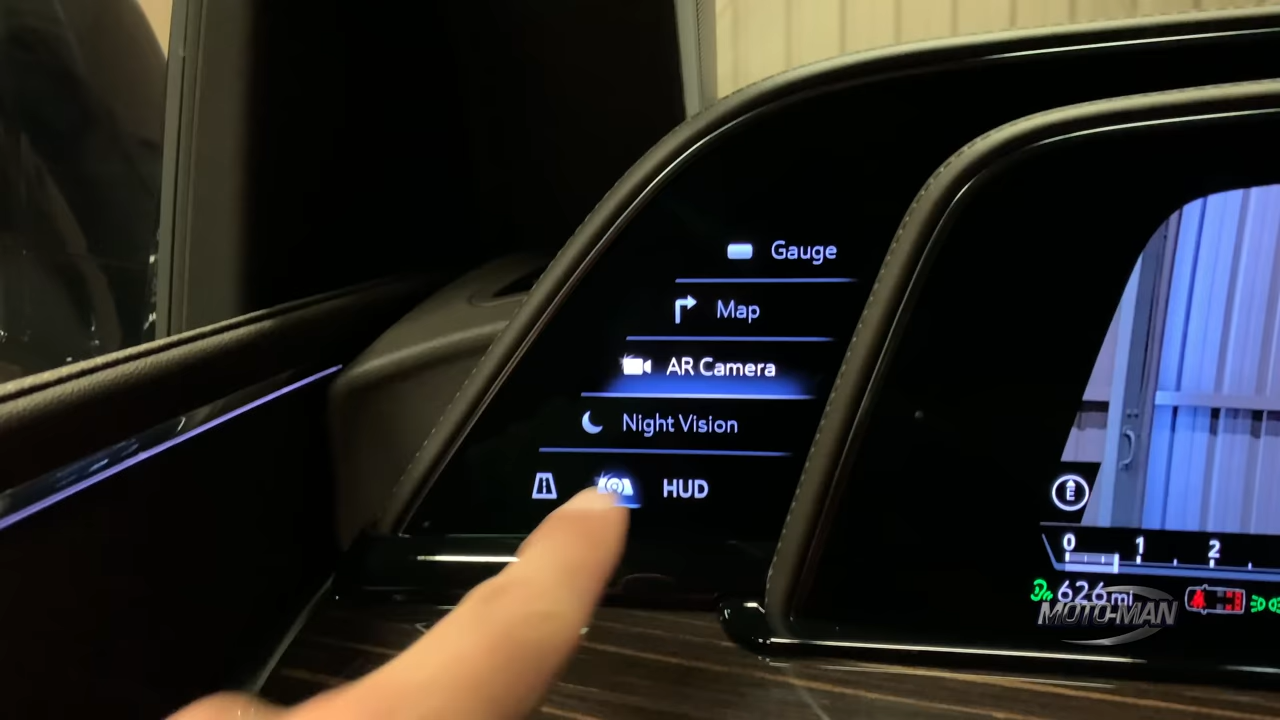 Gauge
Map
AR Camera
Night Vision
HUD
E
0 1 2
626 mi
MOTO-MAN